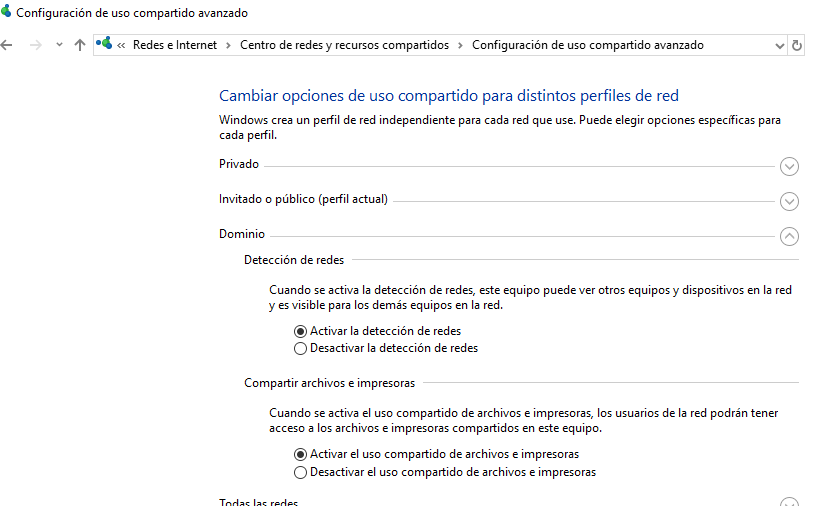 Configuración de uso compartido avanzado
« Redes e Internet > Centro de redes y recursos compartidos > Configuración de uso compartido avanzado
Cambiar opciones de uso compartido para distintos perfiles de red
Windows crea un perfil de red independiente para cada red que use. Puede elegir opciones específicas para
cada perfil.
Privado
Invitado o público (perfil actual)
Dominio
Detección de redes
Cuando se activa la detección de redes, este equipo puede ver otros equipos y dispositivos en la red
y es visible para los demás equipos en la red.
Activar la detección de redes
Desactivar la detección de redes
Compartir archivos e impresoras
Cuando se activa el uso compartido de archivos e impresoras, los usuarios de la red podrán tener
acceso a los archivos e impresoras compartidos en este equipo.
Activar el uso compartido de archivos e impresoras
Desactivar el uso compartido de archivos e impresoras
Todas las redes